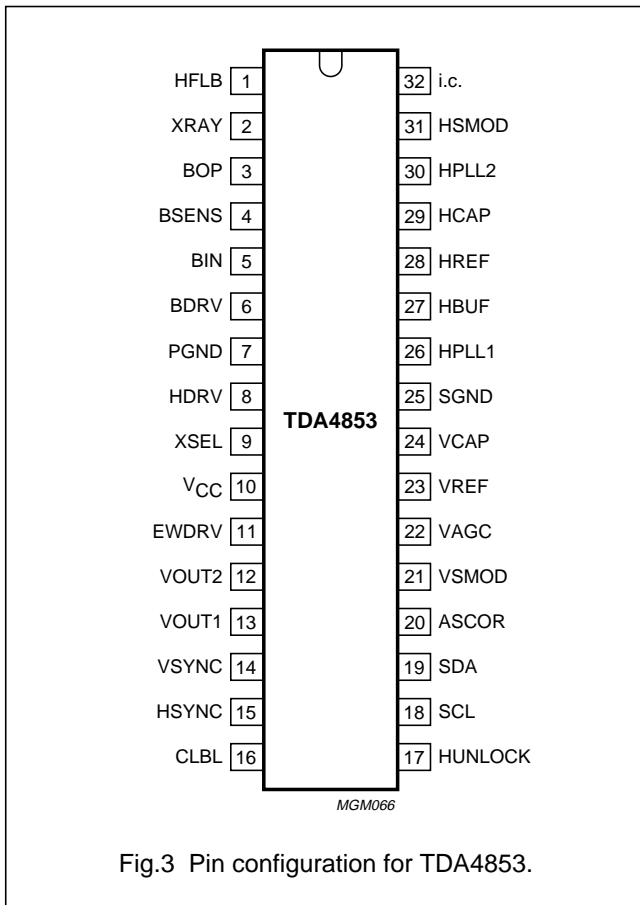 HFLB 1 32 i.c.
XRAY 2 31 HSMOD
BOP 3 30 HPLL2
BSENS 4 29 HCAP
BIN 5 28 HREF
BDRV 6 27 HBUF
PGND 7 26 HPLL1
HDRV 8 25 SGND
TDA4853
XSEL 9 24 VCAP
VCC 10 23 VREF
EWDRV 11 22 VAGC
VOUT2 12 21 VSMOD
VOUT1 13 20 ASCOR
VSYNC 14 19 SDA
HSYNC 15 18 SCL
CLBL 16 17 HUNLOCK
MGM066
Fig.3 Pin configuration for TDA4853.